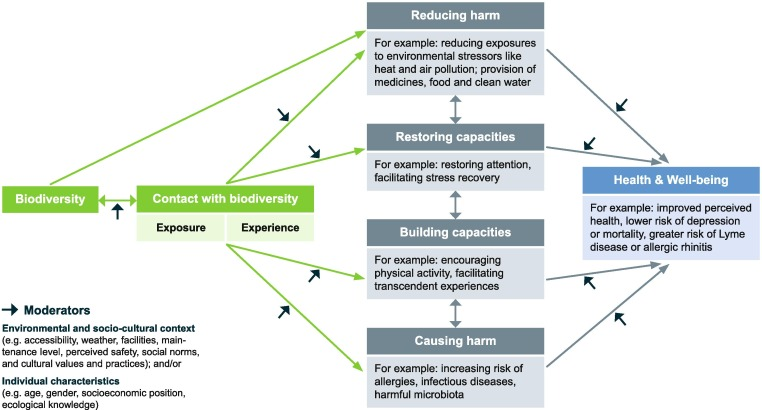 Reducing harm
For example: reducing exposures
to environmental stressors like
heat and air pollution; provision of
medicines, food and clean water
Restoring capacities
For example: restoring attention,
facilitating stress recovery
Biodiversity
Contact with biodiversity
Exposure
Experience
Health & Well-being
For example: improved perceived
health, lower risk of depression
or mortality, greater risk of Lyme
disease or allergic rhinitis
Building capacities
For example: encouraging
physical activity, facilitating
transcendent experiences
Causing harm
For example: increasing risk of
allergies, infectious diseases,
harmful microbiota
Moderators
Environmental and socio-cultural context
(e.g. accessibility, weather, facilities, main-
tenance level, perceived safety, social norms,
and cultural values and practices); and/or
Individual characteristics
(e.g. age, gender, socioeconomic position,
ecological knowledge)